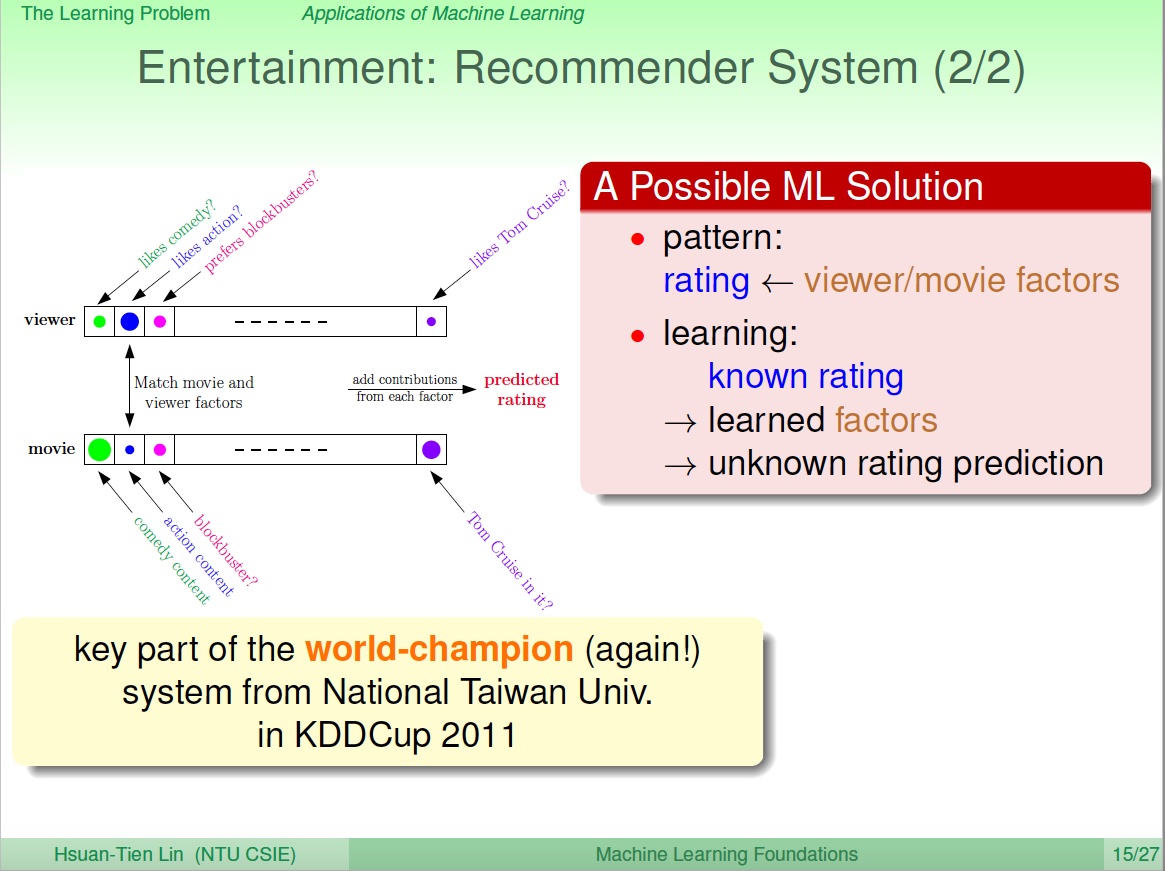 The Learning Problem
Applications of Machine Learning
Entertainment: Recommender System (2/2)
likes comedy?
likes action?
prefers blockbusters?
likes Tom Cruise?
viewer
Match movie and
viewer factors
add contributions
from each factor
predicted
rating
movie
comedy content
action content
blockbuster?
Tom Cruise in it?
A Possible ML Solution
• pattern:
rating ← viewer/movie factors
• learning:
known rating
→ learned factors
→ unknown rating prediction
key part of the world-champion (again!)
system from National Taiwan Univ.
in KDDCup 2011
Hsuan-Tien Lin (NTU CSIE)
Machine Learning Foundations
15/27